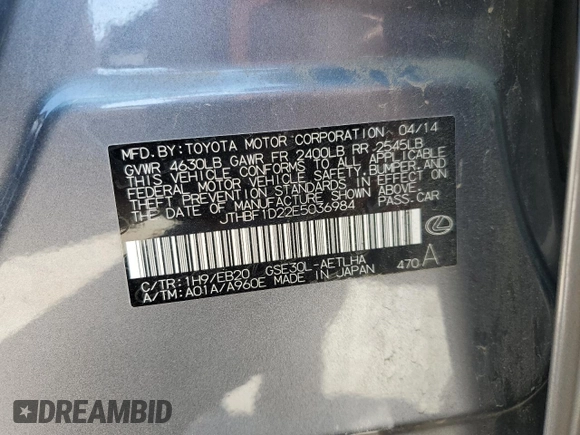 MFD. BY: TOYOTA MOTOR CORPORATION 04/14
GVWR 4630LB GAWR FR 2400LB RR 2545LB
THIS VEHICLE CONFORMS TO ALL APPLICABLE
FEDERAL MOTOR VEHICLE SAFETY, BUMPER, AND
THEFT PREVENTION STANDARDS IN EFFECT ON
THE DATE OF MANUFACTURE SHOWN ABOVE.
JTHBF1D22E5036984 PASS. CAR
C/TR: 1H9/EB20 GSE30L-AETLHA
A/TM: A01A/A960E MADE IN JAPAN 470 A
DREAMBID